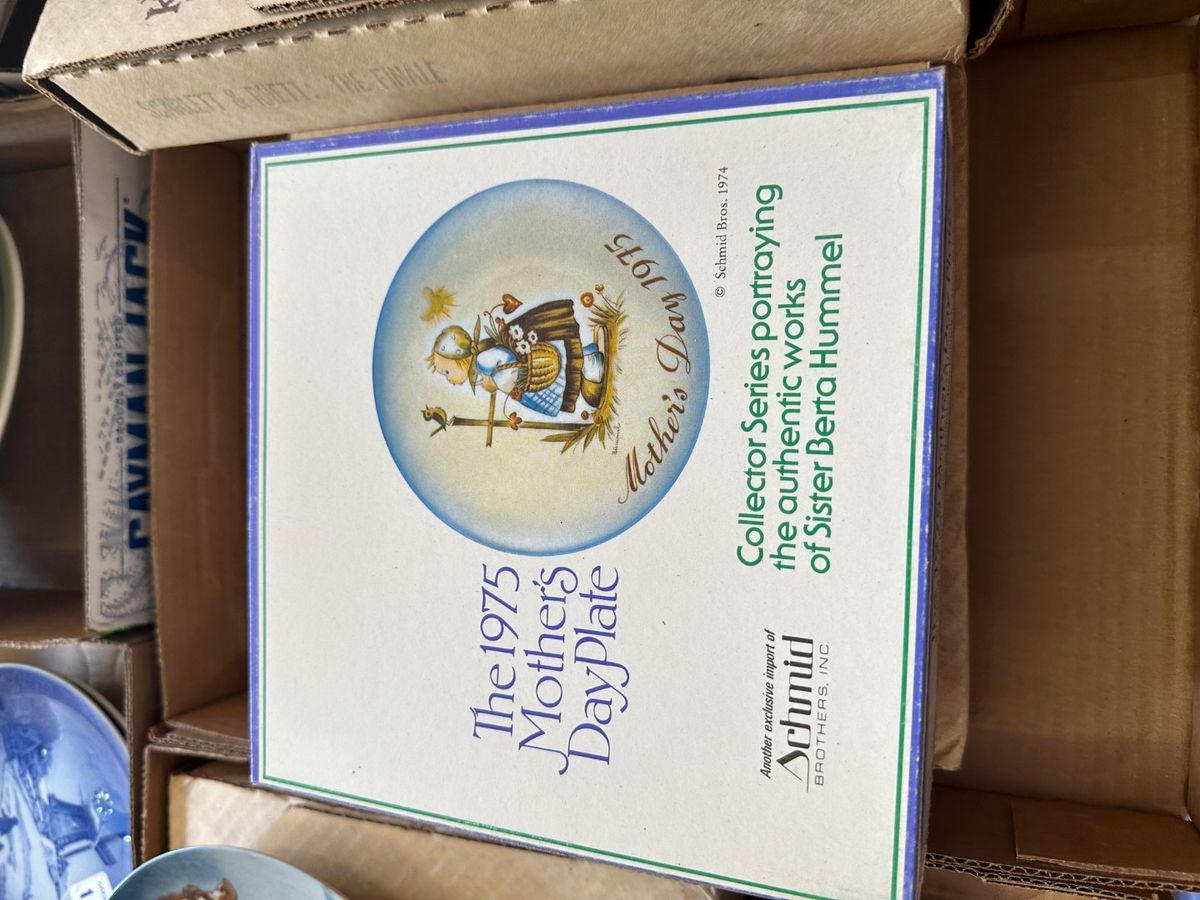 SCARLETT & RHETT: THE FINALE
The 1975
Mother's
Day Plate
Mother's Day 1975
© Schmid Bros. 1974
Collector Series portraying
the authentic works
of Sister Berta Hummel
Another exclusive import of
Schmid
BROTHERS, INC.
CAYMAN JACK